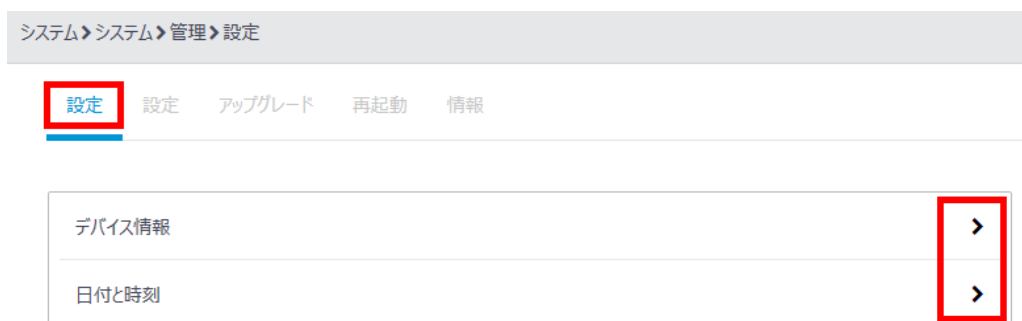 システム>システム>管理>設定
設定 設定 アップグレード 再起動 情報
デバイス情報
日付と時刻